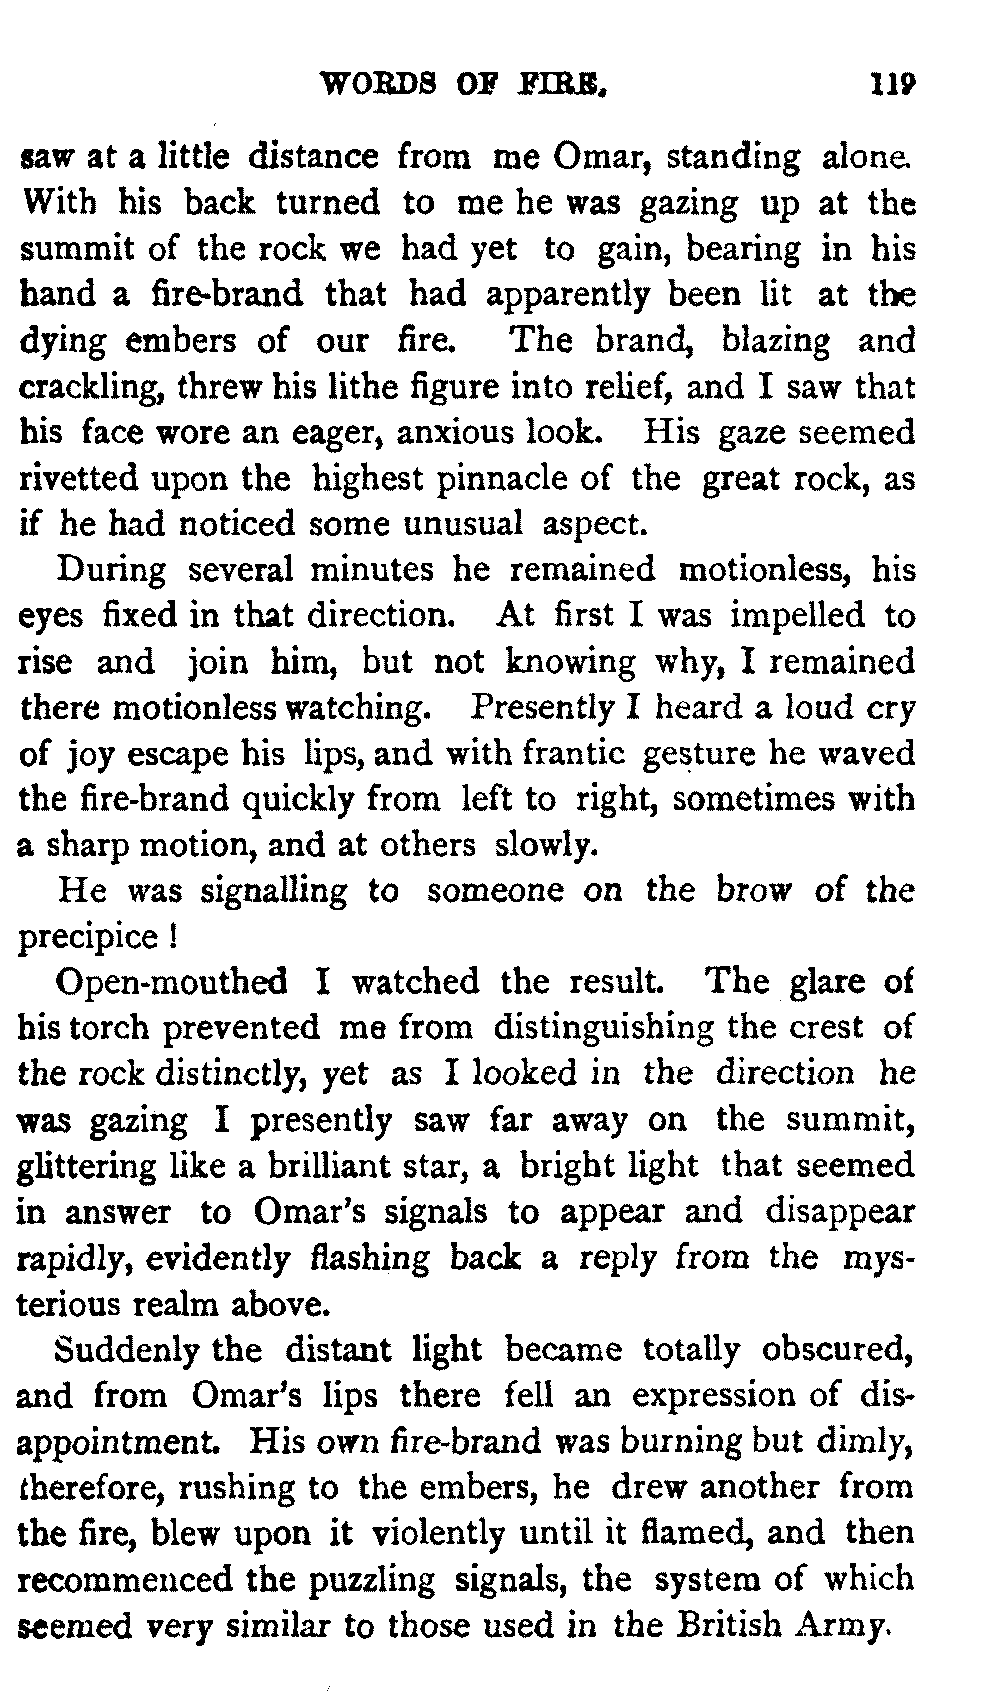 WORDS OF FIRE. 119
saw at a little distance from me Omar, standing alone.
With his back turned to me he was gazing up at the
summit of the rock we had yet to gain, bearing in his
hand a fire-brand that had apparently been lit at the
dying embers of our fire. The brand, blazing and
crackling, threw his lithe figure into relief, and I saw that
his face wore an eager, anxious look. His gaze seemed
rivetted upon the highest pinnacle of the great rock, as
if he had noticed some unusual aspect.
During several minutes he remained motionless, his
eyes fixed in that direction. At first I was impelled to
rise and join him, but not knowing why, I remained
there motionless watching. Presently I heard a loud cry
of joy escape his lips, and with frantic gesture he waved
the fire-brand quickly from left to right, sometimes with
a sharp motion, and at others slowly.
He was signalling to someone on the brow of the
precipice !
Open-mouthed I watched the result. The glare of
his torch prevented me from distinguishing the crest of
the rock distinctly, yet as I looked in the direction he
was gazing I presently saw far away on the summit,
glittering like a brilliant star, a bright light that seemed
in answer to Omar's signals to appear and disappear
rapidly, evidently flashing back a reply from the mys-
terious realm above.
Suddenly the distant light became totally obscured,
and from Omar's lips there fell an expression of dis-
appointment. His own fire-brand was burning but dimly,
therefore, rushing to the embers, he drew another from
the fire, blew upon it violently until it flamed, and then
recommenced the puzzling signals, the system of which
seemed very similar to those used in the British Army.